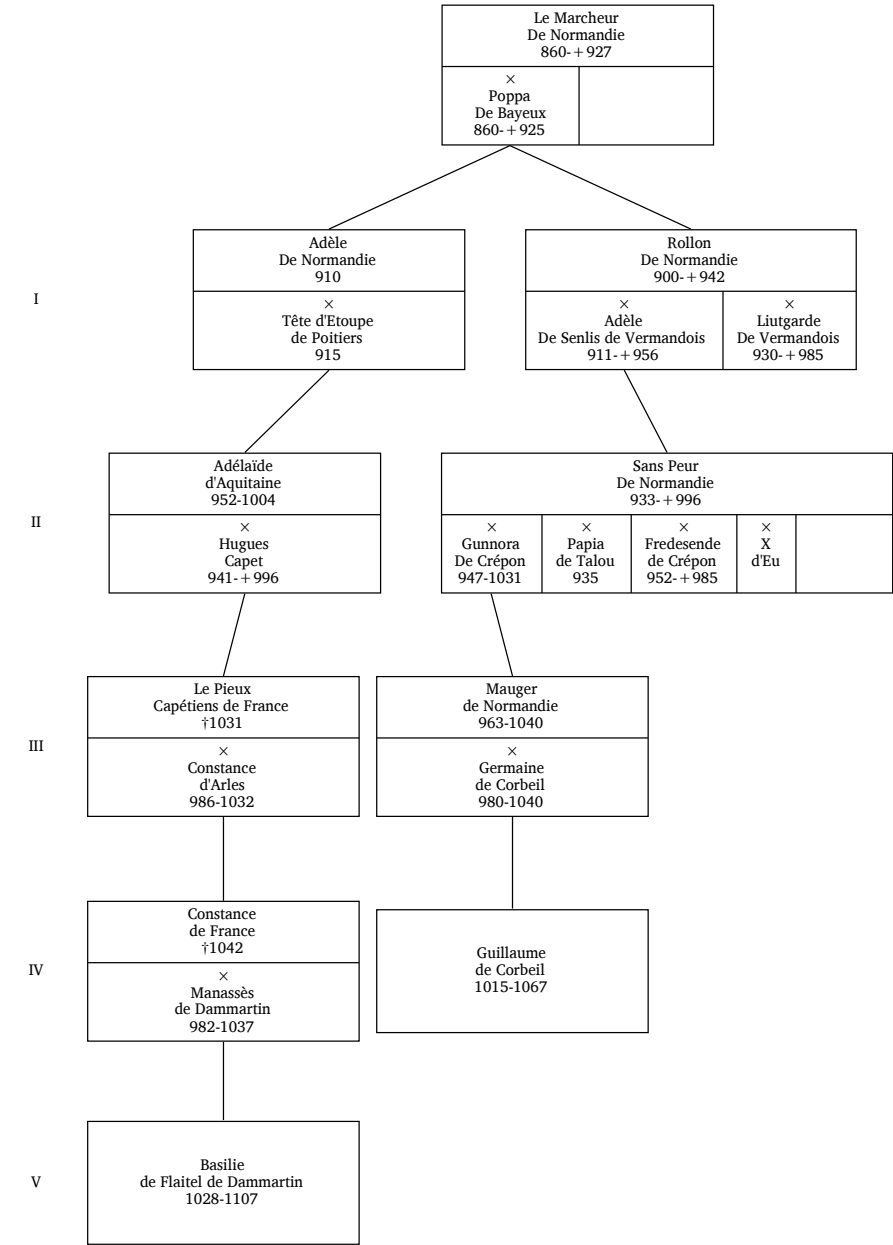 Le Marcheur
De Normandie
860-+927
×
Poppa
De Bayeux
860-+925
I
Adèle
De Normandie
910
×
Tête d'Etoupe
de Poitiers
915
Rollon
De Normandie
900-+942
×
Adèle
De Senlis de Vermandois
911-+956
×
Liutgarde
De Vermandois
930-+985
II
Adélaïde
d'Aquitaine
952-1004
×
Hugues
Capet
941-+996
Sans Peur
De Normandie
933-+996
×
Gunnora
De Crépon
947-1031
×
Papia
de Talou
935
×
Fredesende
de Crépon
952-+985
×
X
d'Eu
III
Le Pieux
Capétiens de France
†1031
×
Constance
d'Arles
986-1032
Mauger
de Normandie
963-1040
×
Germaine
de Corbeil
980-1040
IV
Constance
de France
†1042
×
Manassès
de Dammartin
982-1037
Guillaume
de Corbeil
1015-1067
V
Basilie
de Flaitel de Dammartin
1028-1107